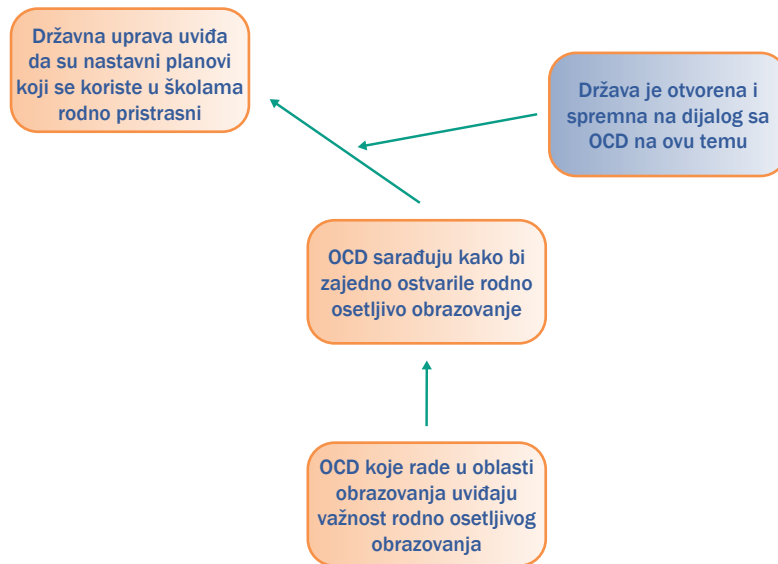 Državna uprava uviđa
da su nastavni planovi
koji se koriste u školama
rodno pristrasni
Država je otvorena i
spremna na dijalog sa
OCD na ovu temu
OCD sarađuju kako bi
zajedno ostvarile rodno
osetljivo obrazovanje
OCD koje rade u oblasti
obrazovanja uviđaju
važnost rodno osetljivog
obrazovanja